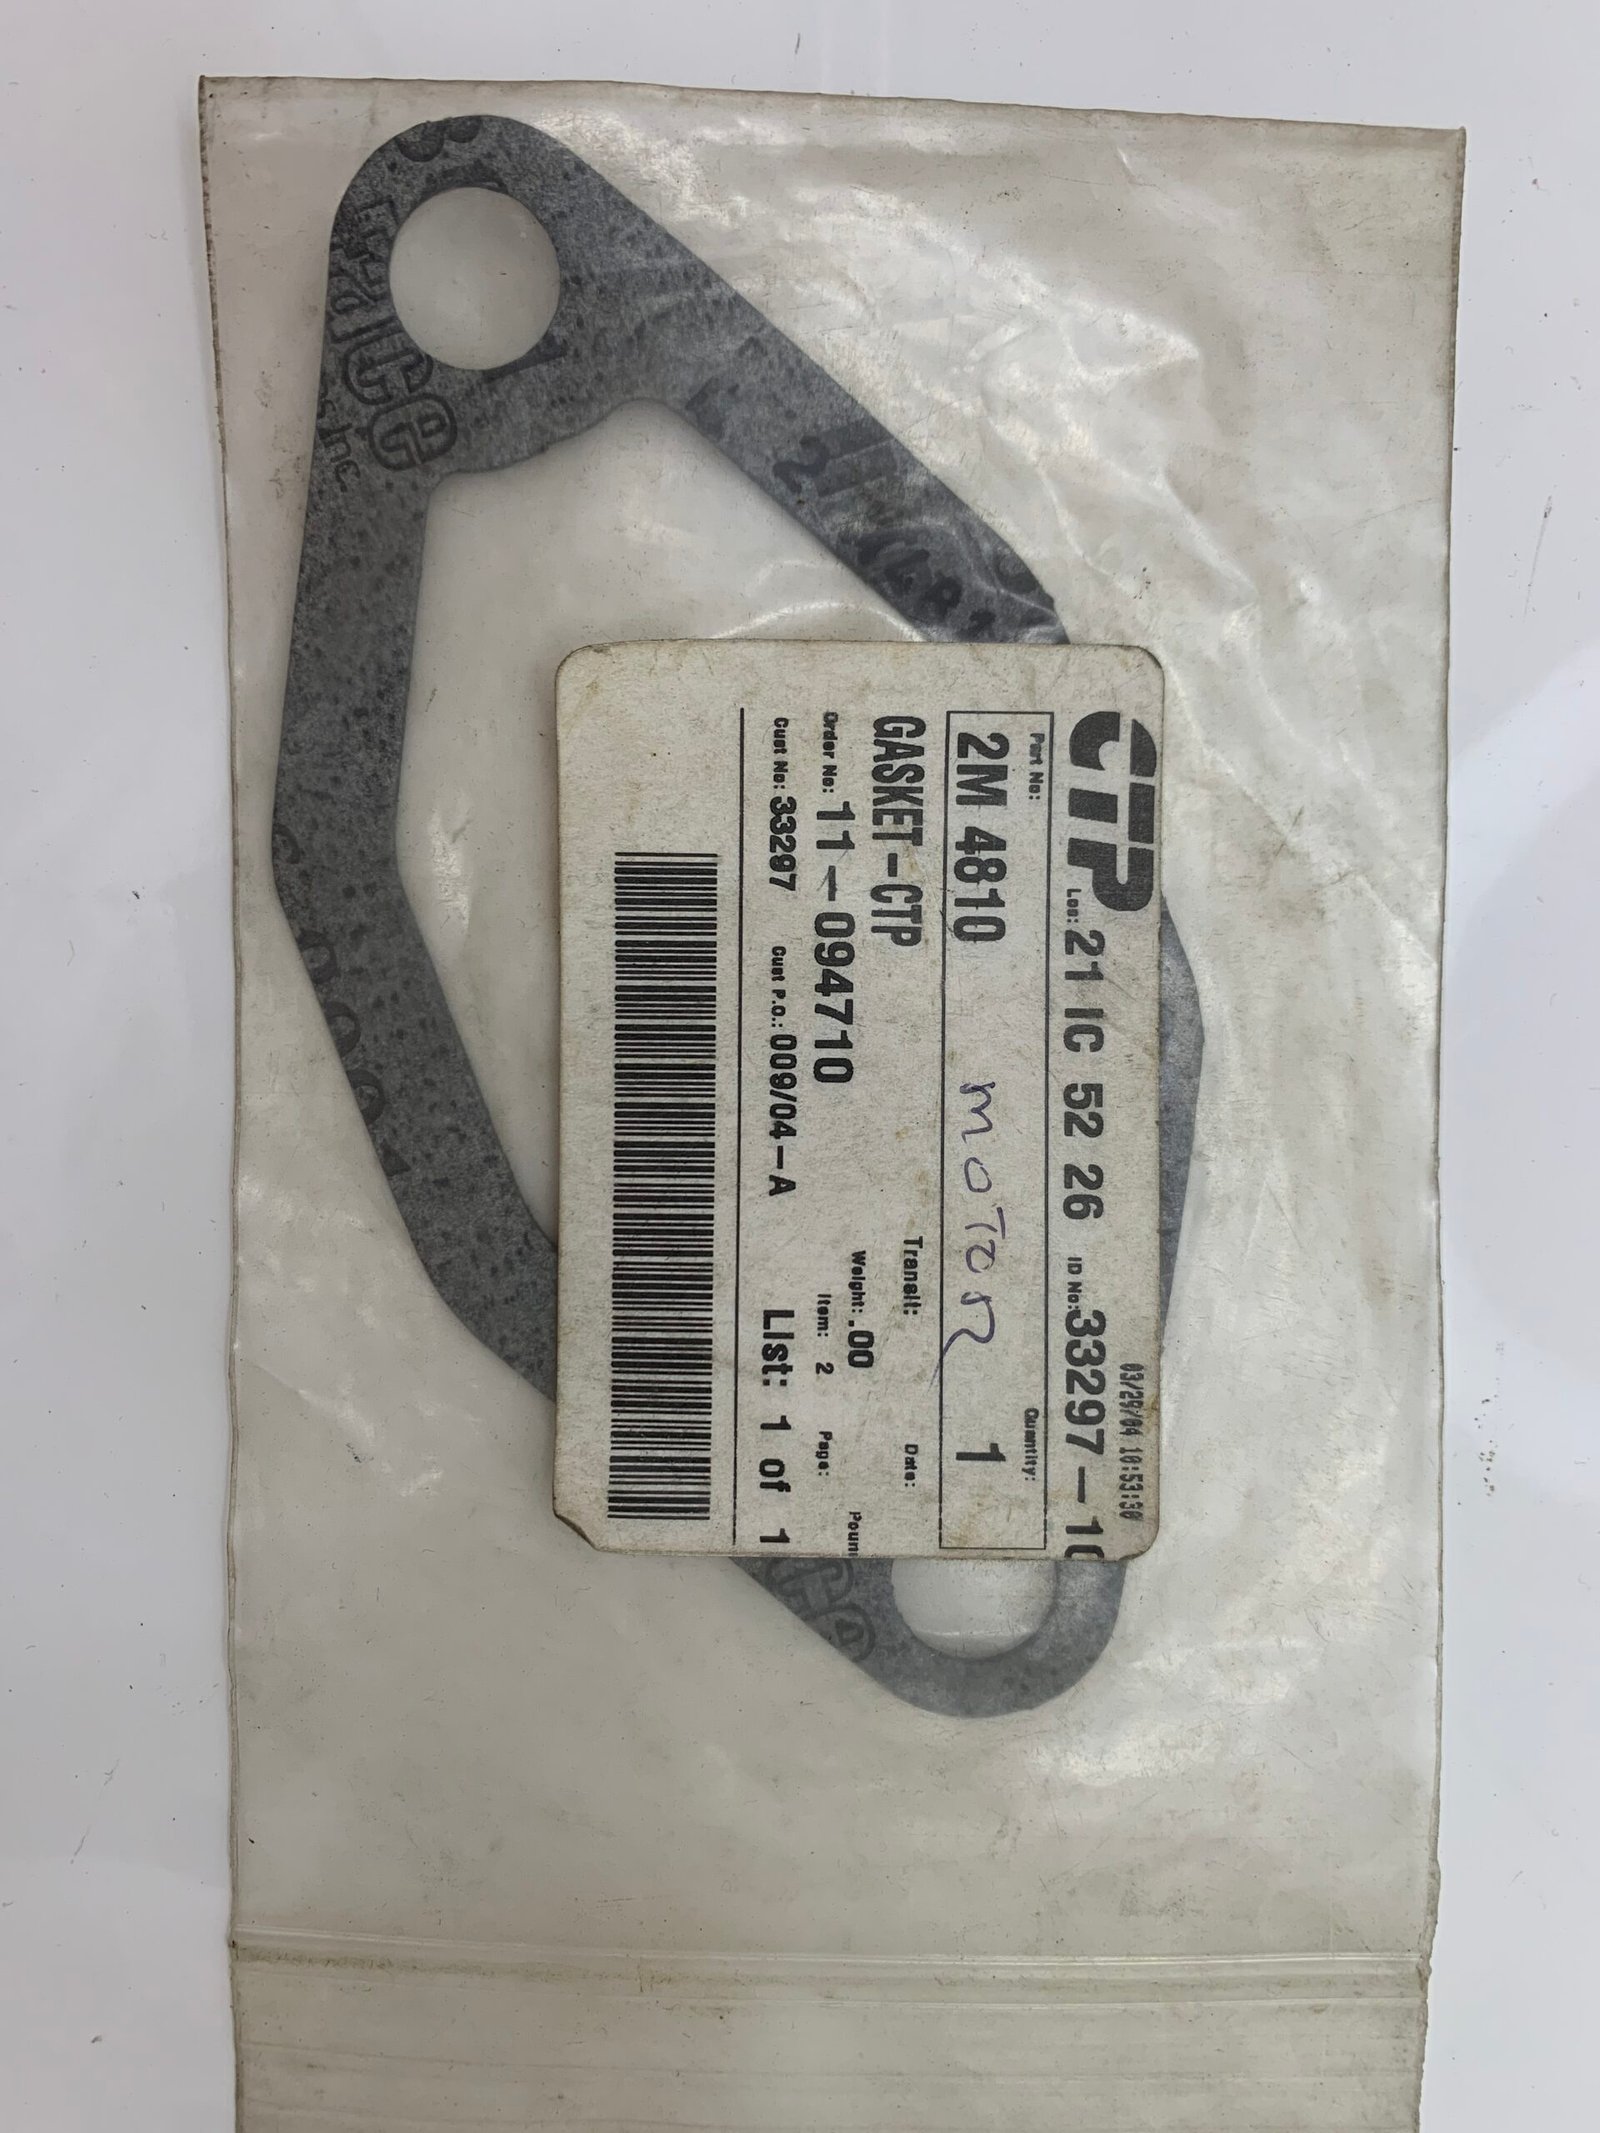 03/29/04 10:53:30
CTP Loc: 21 IC 52 26 ID No: 33297-10
Part No: Quantity:
2M 4810 MOTOR 1
GASKET-CTP Transit: Date:
Weight: .00 Poun
Order No: 11-094710 Item: 2 Page:
Cust No: 33297 Cust P.O.: 009/04-A List: 1 of 1